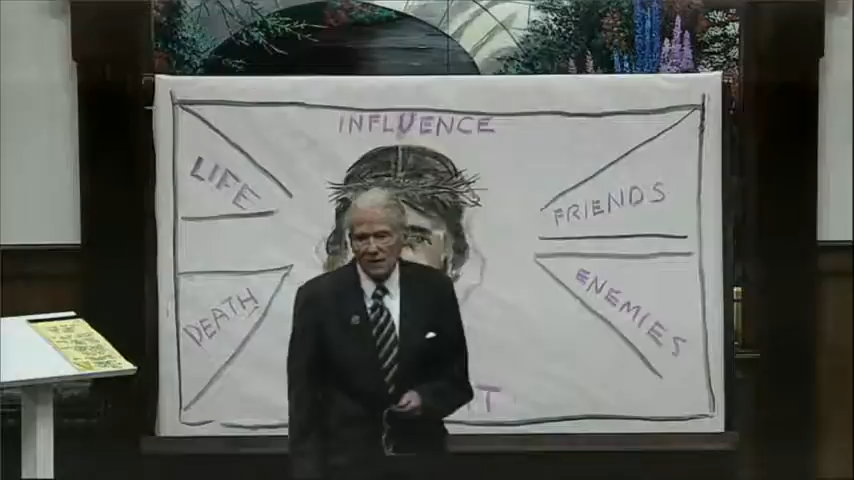 INFLUENCE
LIFE
FRIENDS
DEATH
ENEMIES